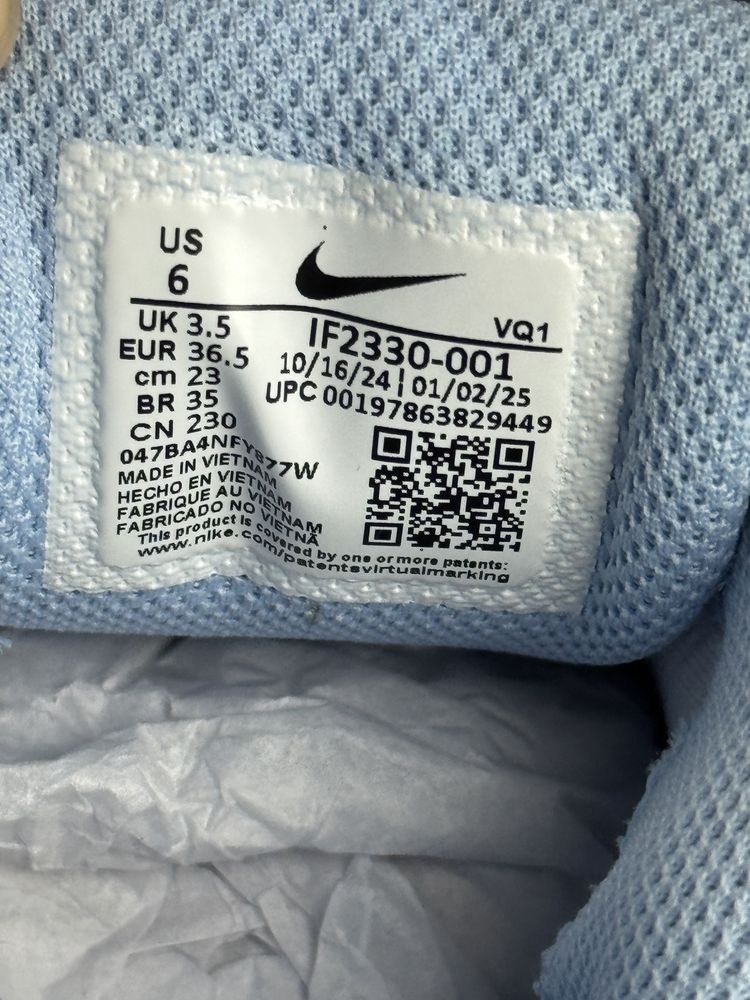 US
6
VQ1
UK 3.5
EUR 36.5
cm 23
BR 35
CN 230
IF2330-001
10/16/24 | 01/02/25
UPC 00197863829449
MADE IN VIETNAM
HECHO EN VIETNAM
FABRIQUE AU VIETNAM
FABRICADO NO VIETNÃ
This product is covered by one or more patents:
www.nike.com/patentsvirtualmarking